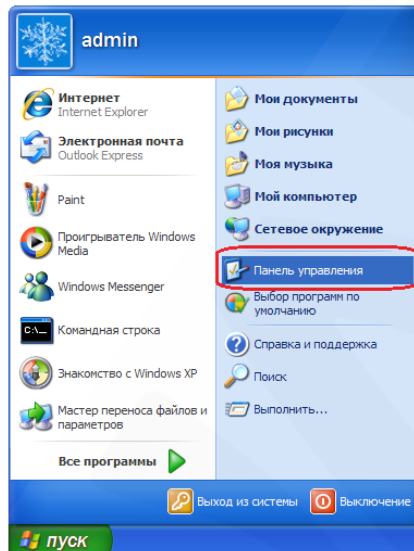 admin
Интернет
Internet Explorer
Электронная почта
Outlook Express
Paint
Проигрыватель Windows
Media
Windows Messenger
C:\_
Командная строка
Знакомство с Windows XP
Мастер переноса файлов и
параметров
Все программы
Мои документы
Мои рисунки
Моя музыка
Мой компьютер
Сетевое окружение
Панель управления
Выбор программ по
умолчанию
Справка и поддержка
Поиск
Выполнить...
Выход из системы
Выключение
пуск